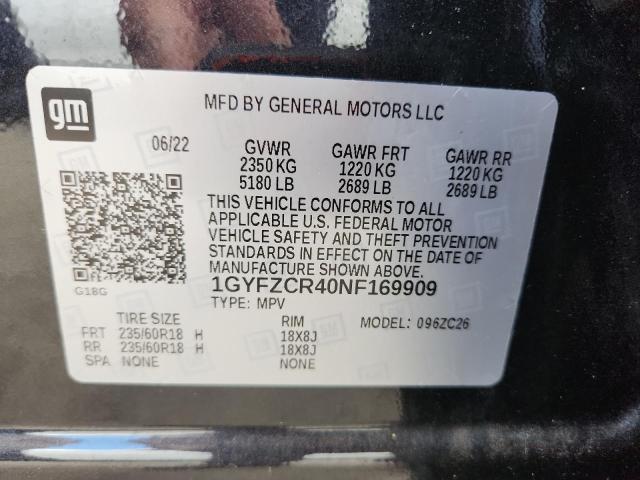 gm
MFD BY GENERAL MOTORS LLC
06/22 GVWR GAWR FRT GAWR RR
2350 KG 1220 KG 1220 KG
5180 LB 2689 LB 2689 LB
THIS VEHICLE CONFORMS TO ALL
APPLICABLE U.S. FEDERAL MOTOR
VEHICLE SAFETY AND THEFT PREVENTION
STANDARDS IN EFFECT ON THE DATE
OF MANUFACTURE SHOWN ABOVE.
G18G
1GYFZCR40NF169909
TYPE: MPV
TIRE SIZE RIM MODEL: 096ZC26
FRT 235/60R18 H 18X8J
RR 235/60R18 H 18X8J
SPA NONE NONE